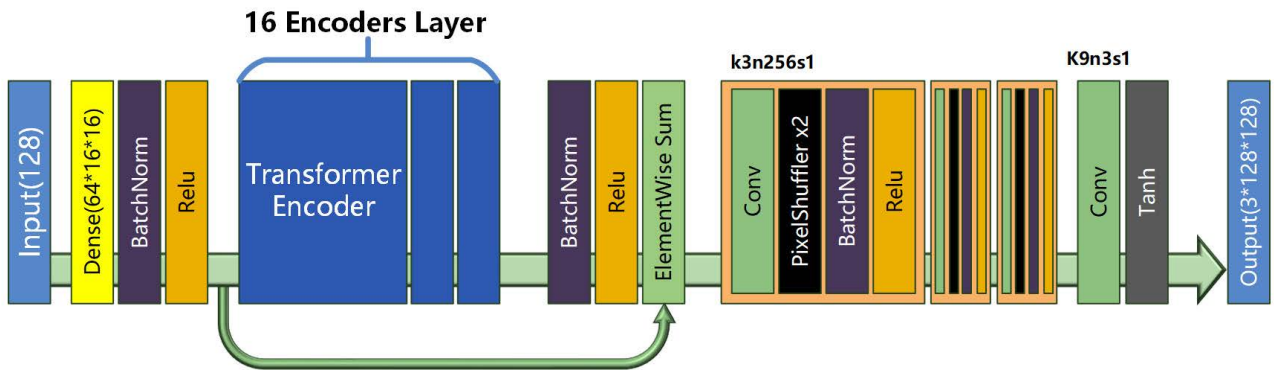 16 Encoders Layer
k3n256s1
K9n3s1
Input(128)
Dense(64*16*16)
BatchNorm
Relu
Transformer
Encoder
BatchNorm
Relu
ElementWise Sum
Conv
PixelShuffler x2
BatchNorm
Relu
Conv
Tanh
Output(3*128*128)